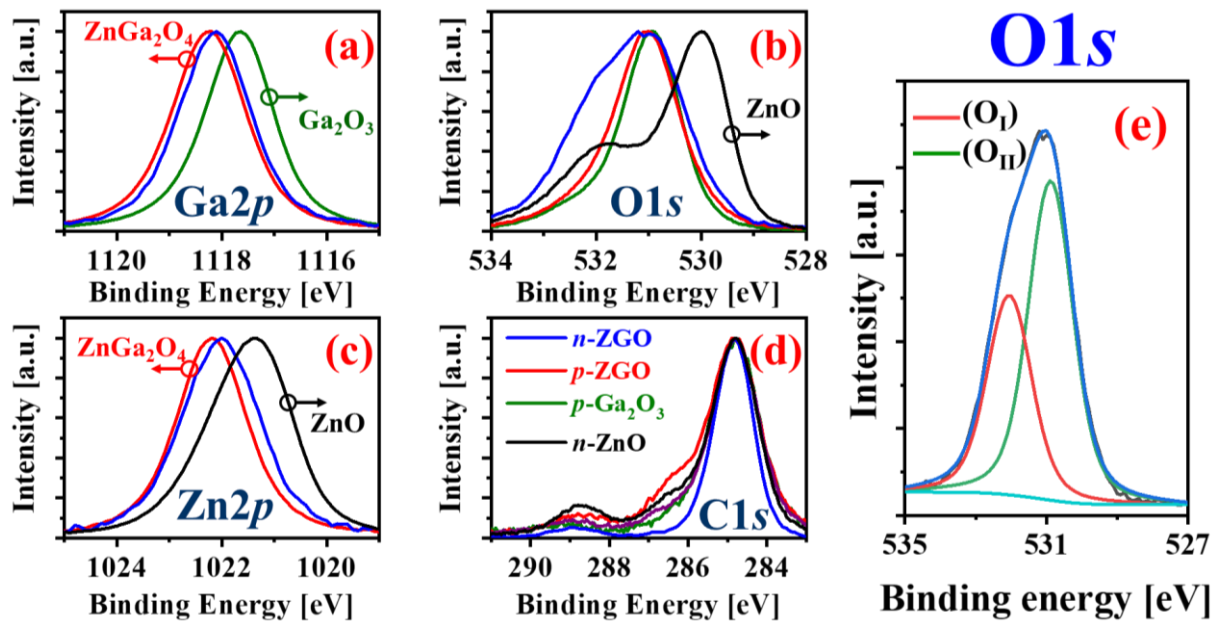 Intensity [a.u.]
ZnGa₂O₄
(a)
Ga₂O₃
Ga2p
1120 1118 1116
Binding Energy [eV]
Intensity [a.u.]
(b)
ZnO
O1s
534 532 530 528
Binding Energy [eV]
Intensity [a.u.]
ZnGa₂O₄
(c)
ZnO
Zn2p
1024 1022 1020
Binding Energy [eV]
Intensity [a.u.]
n-ZGO
(d)
p-ZGO
p-Ga₂O₃
n-ZnO
C1s
290 288 286 284
Binding Energy [eV]
O1s
Intensity [a.u.]
(O_I)
(e)
(O_II)
535 531 527
Binding energy [eV]